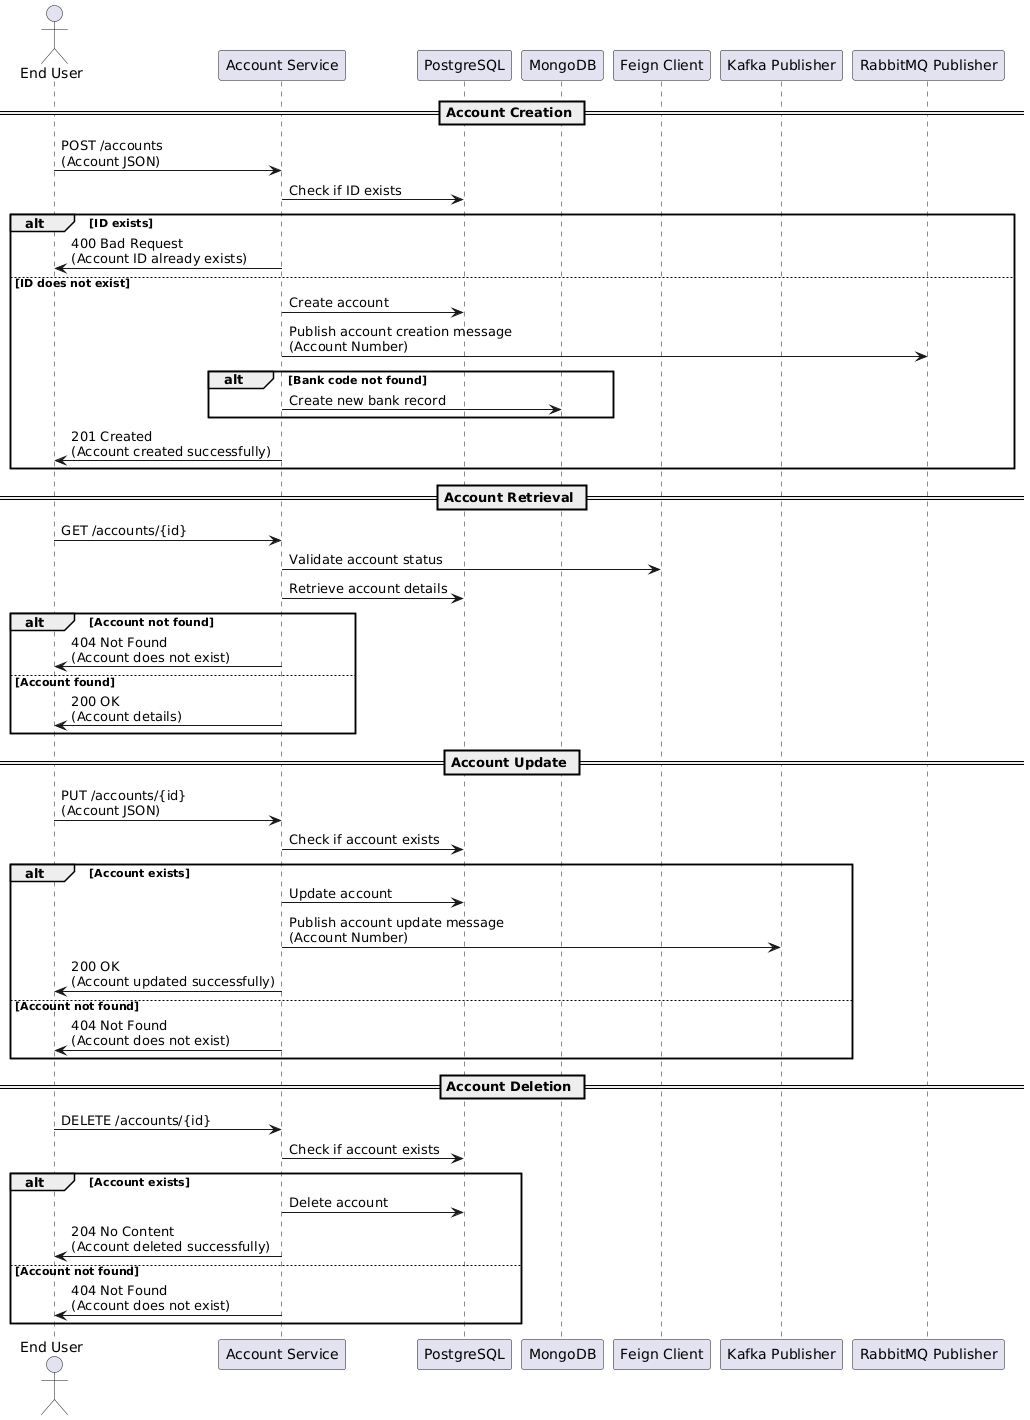 End User
Account Service
PostgreSQL
MongoDB
Feign Client
Kafka Publisher
RabbitMQ Publisher
Account Creation
POST /accounts
(Account JSON)
Check if ID exists
alt
[ID exists]
400 Bad Request
(Account ID already exists)
[ID does not exist]
Create account
Publish account creation message
(Account Number)
alt
[Bank code not found]
Create new bank record
201 Created
(Account created successfully)
Account Retrieval
GET /accounts/{id}
Validate account status
Retrieve account details
alt
[Account not found]
404 Not Found
(Account does not exist)
[Account found]
200 OK
(Account details)
Account Update
PUT /accounts/{id}
(Account JSON)
Check if account exists
alt
[Account exists]
Update account
Publish account update message
(Account Number)
200 OK
(Account updated successfully)
[Account not found]
404 Not Found
(Account does not exist)
Account Deletion
DELETE /accounts/{id}
Check if account exists
alt
[Account exists]
Delete account
204 No Content
(Account deleted successfully)
[Account not found]
404 Not Found
(Account does not exist)
End User
Account Service
PostgreSQL
MongoDB
Feign Client
Kafka Publisher
RabbitMQ Publisher